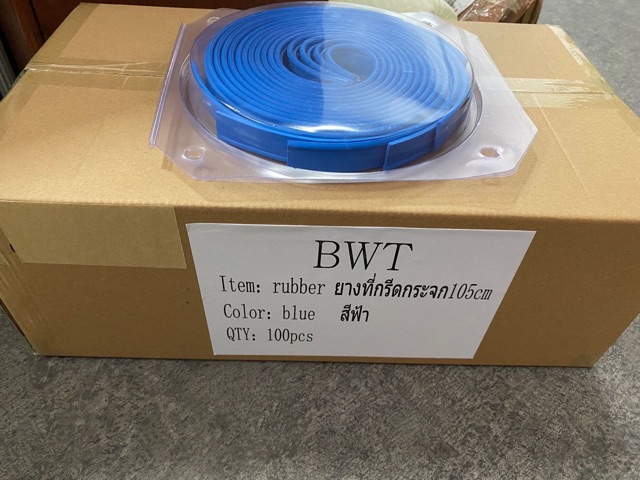 BWT
Item: rubber ยางที่กรีดกระจก105cm
Color: blue สีฟ้า
QTY: 100pcs